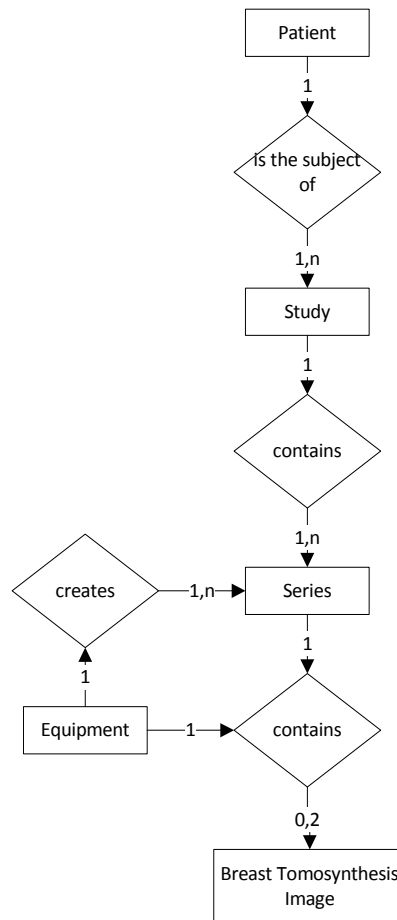 Patient
1
is the subject
of
1,n
Study
1
contains
1,n
creates
1,n
Series
1
1
Equipment
1
contains
0,2
Breast Tomosynthesis
Image